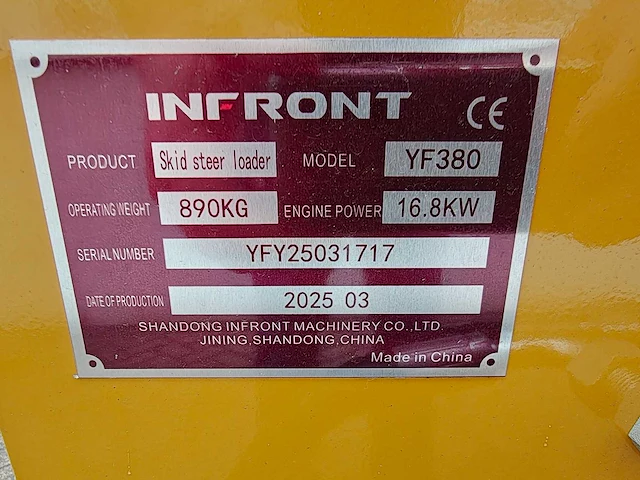 INFRONT CE
PRODUCT Skid steer loader MODEL YF380
OPERATING WEIGHT 890KG ENGINE POWER 16.8KW
SERIAL NUMBER YFY25031717
DATE OF PRODUCTION 2025 03
SHANDONG INFRONT MACHINERY CO.,LTD.
JINING,SHANDONG,CHINA
Made in China